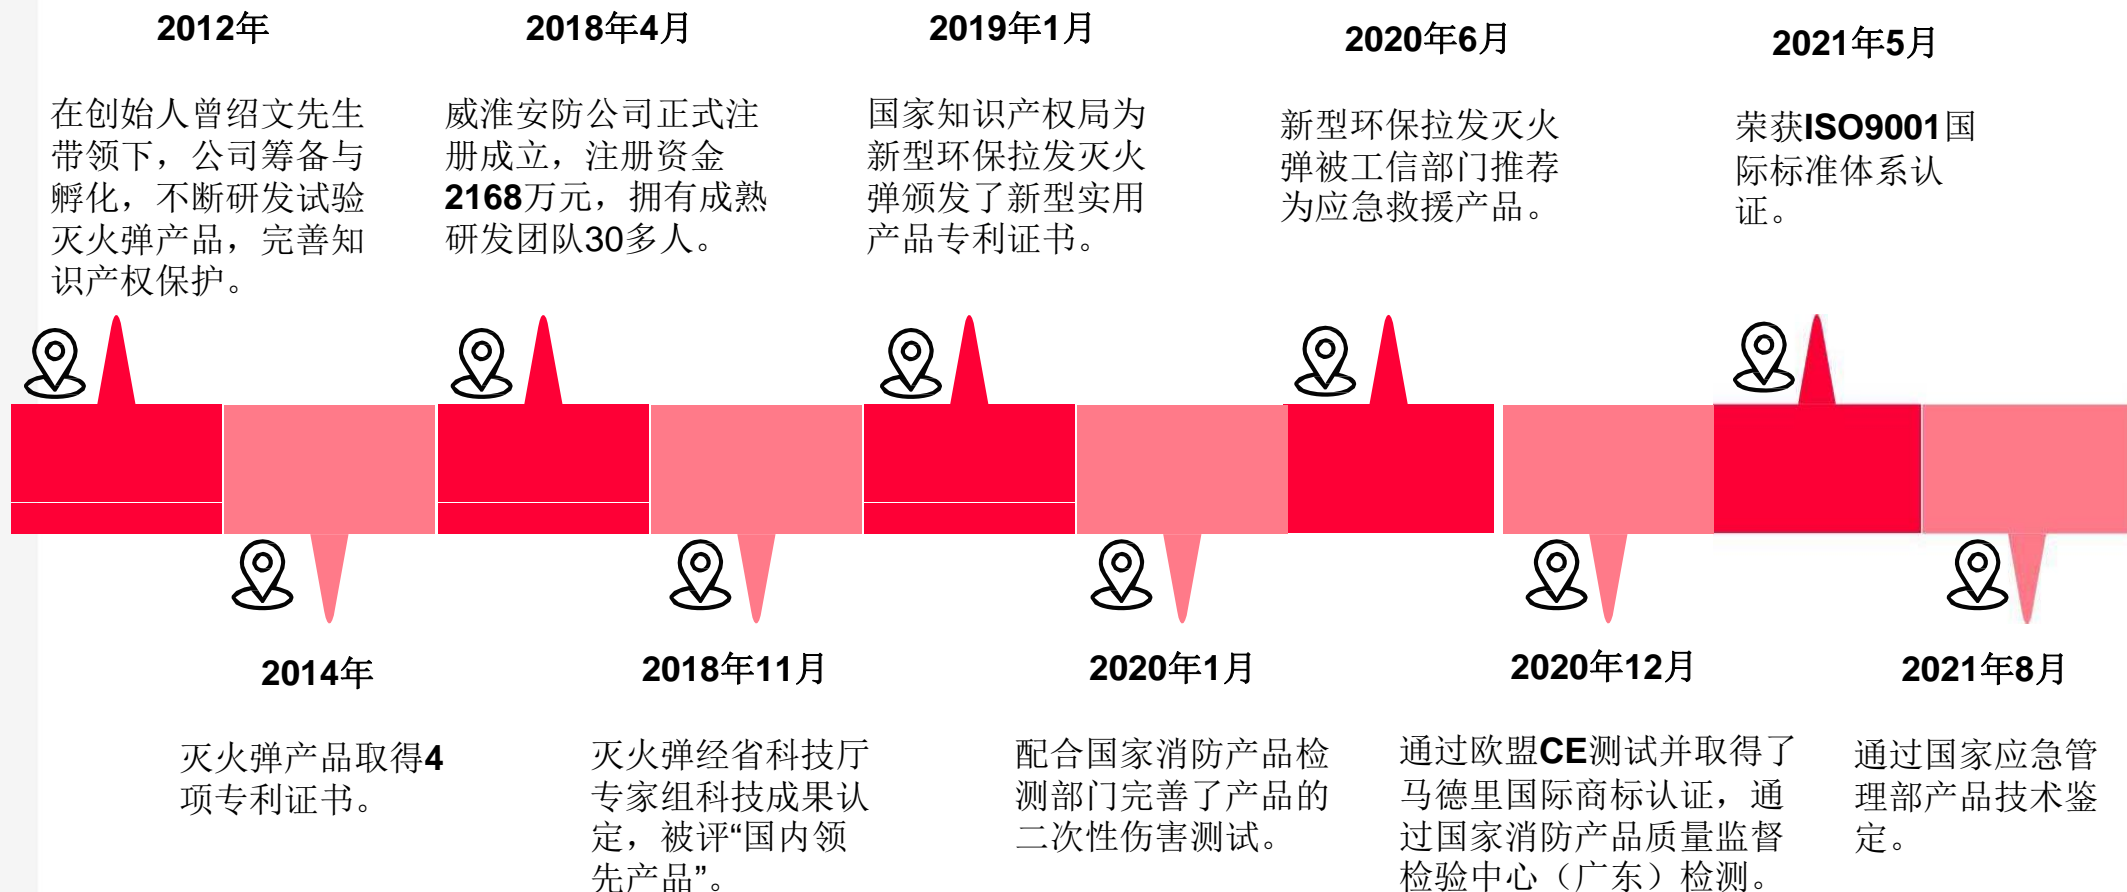 2012年
在创始人曾绍文先生
带领下，公司筹备与
孵化，不断研发试验
灭火弹产品，完善知
识产权保护。
2018年4月
威淮安防公司正式注
册成立，注册资金
2168万元，拥有成熟
研发团队30多人。
2019年1月
国家知识产权局为
新型环保拉发灭火
弹颁发了新型实用
产品专利证书。
2020年6月
新型环保拉发灭火
弹被工信部门推荐
为应急救援产品。
2021年5月
荣获ISO9001国
际标准体系认
证。
2014年
灭火弹产品取得4
项专利证书。
2018年11月
灭火弹经省科技厅
专家组科技成果认
定，被评“国内领
先产品”。
2020年1月
配合国家消防产品检
测部门完善了产品的
二次性伤害测试。
2020年12月
通过欧盟CE测试并取得了
马德里国际商标认证，通
过国家消防产品质量监督
检验中心（广东）检测。
2021年8月
通过国家应急管
理部产品技术鉴
定。